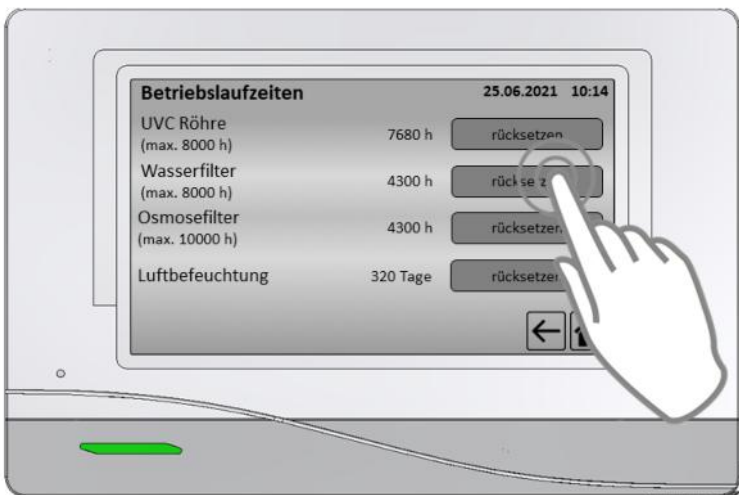 Betriebslaufzeiten 25.06.2021 10:14
UVC Röhre
(max. 8000 h) 7680 h rücksetzen
Wasserfilter
(max. 8000 h) 4300 h
Osmosefilter
(max. 10000 h) 4300 h rücksetzen
Luftbefeuchtung 320 Tage